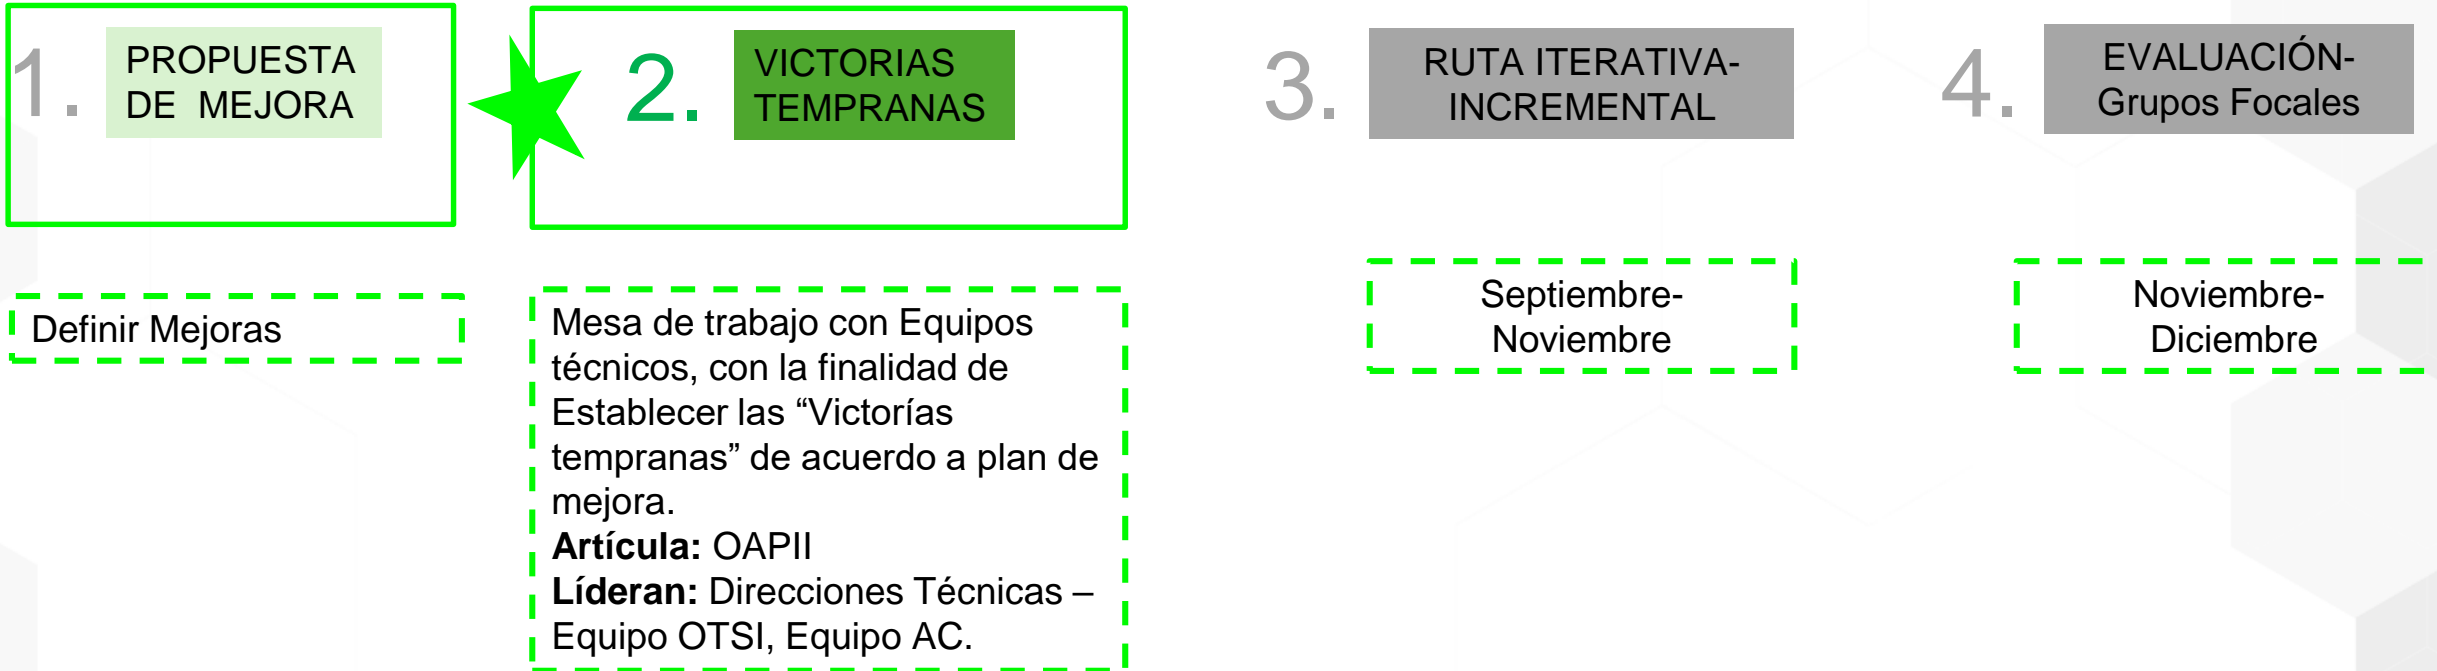 1.
PROPUESTA
DE MEJORA
2.
VICTORIAS
TEMPRANAS
3.
RUTA ITERATIVA-
INCREMENTAL
4.
EVALUACIÓN-
Grupos Focales
Definir Mejoras
Mesa de trabajo con Equipos
técnicos, con la finalidad de
Establecer las “Victorías
tempranas” de acuerdo a plan de
mejora.
Artícula: OAPII
Líderan: Direcciones Técnicas –
Equipo OTSI, Equipo AC.
Septiembre-
Noviembre
Noviembre-
Diciembre